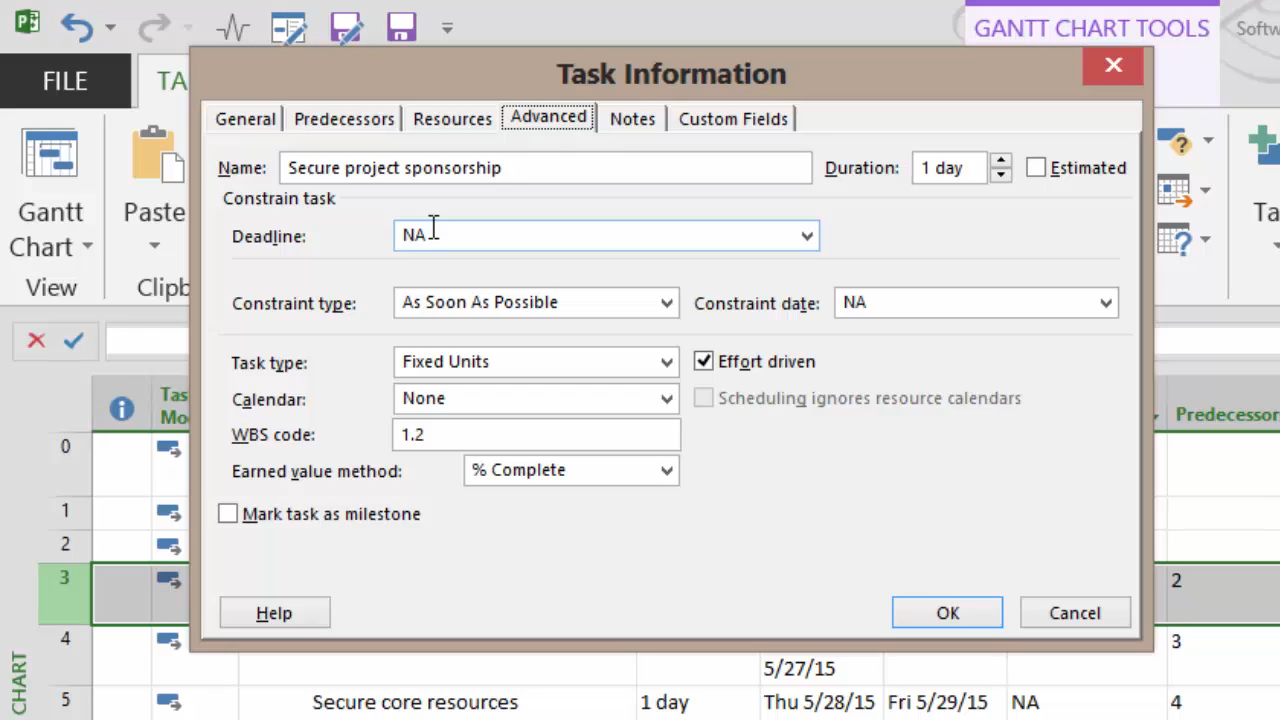 P
GANTT CHART TOOLS
Softw
Task Information
FILE
TA
General
Predecessors
Resources
Advanced
Notes
Custom Fields
Name: Secure project sponsorship
Duration: 1 day
Estimated
Constrain task
Deadline: NA
Gantt
Chart
Paste
Ta
View
Clipb
Constraint type: As Soon As Possible
Constraint date: NA
Task type: Fixed Units
Effort driven
Calendar: None
Scheduling ignores resource calendars
Tas
Mo
Predecessor
WBS code: 1.2
Earned value method: % Complete
Mark task as milestone
0
1
2
3
2
Help
OK
Cancel
4
3
5/27/15
5 Secure core resources 1 day Thu 5/28/15 Fri 5/29/15 NA 4
CHART